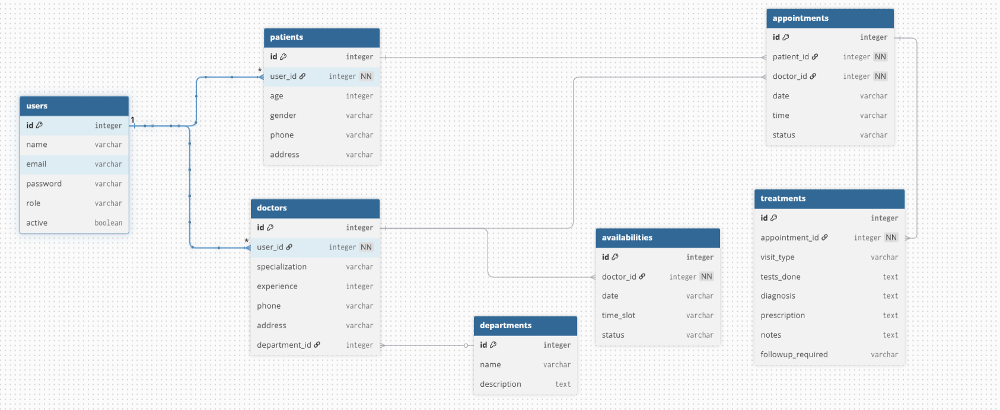 users
id integer
name varchar
email varchar
password varchar
role varchar
active boolean
1
*
*
patients
id integer
user_id integer NN
age integer
gender varchar
phone varchar
address varchar
doctors
id integer
user_id integer NN
specialization varchar
experience integer
phone varchar
address varchar
department_id integer
departments
id integer
name varchar
description text
availabilities
id integer
doctor_id integer NN
date varchar
time_slot varchar
status varchar
appointments
id integer
patient_id integer NN
doctor_id integer NN
date varchar
time varchar
status varchar
treatments
id integer
appointment_id integer NN
visit_type varchar
tests_done text
diagnosis text
prescription text
notes text
followup_required varchar